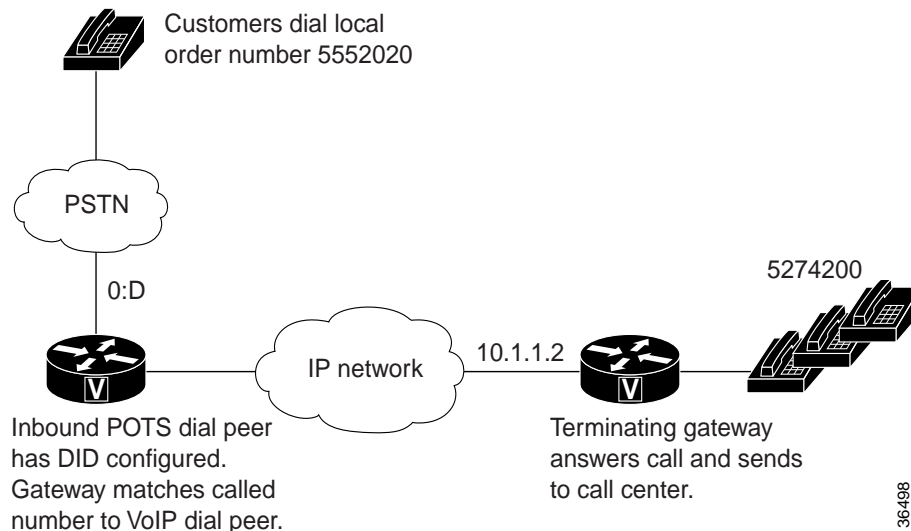 Customers dial local
order number 5552020
PSTN
0:D
5274200
IP network
10.1.1.2
V
V
Inbound POTS dial peer
has DID configured.
Gateway matches called
number to VoIP dial peer.
Terminating gateway
answers call and sends
to call center.
36498